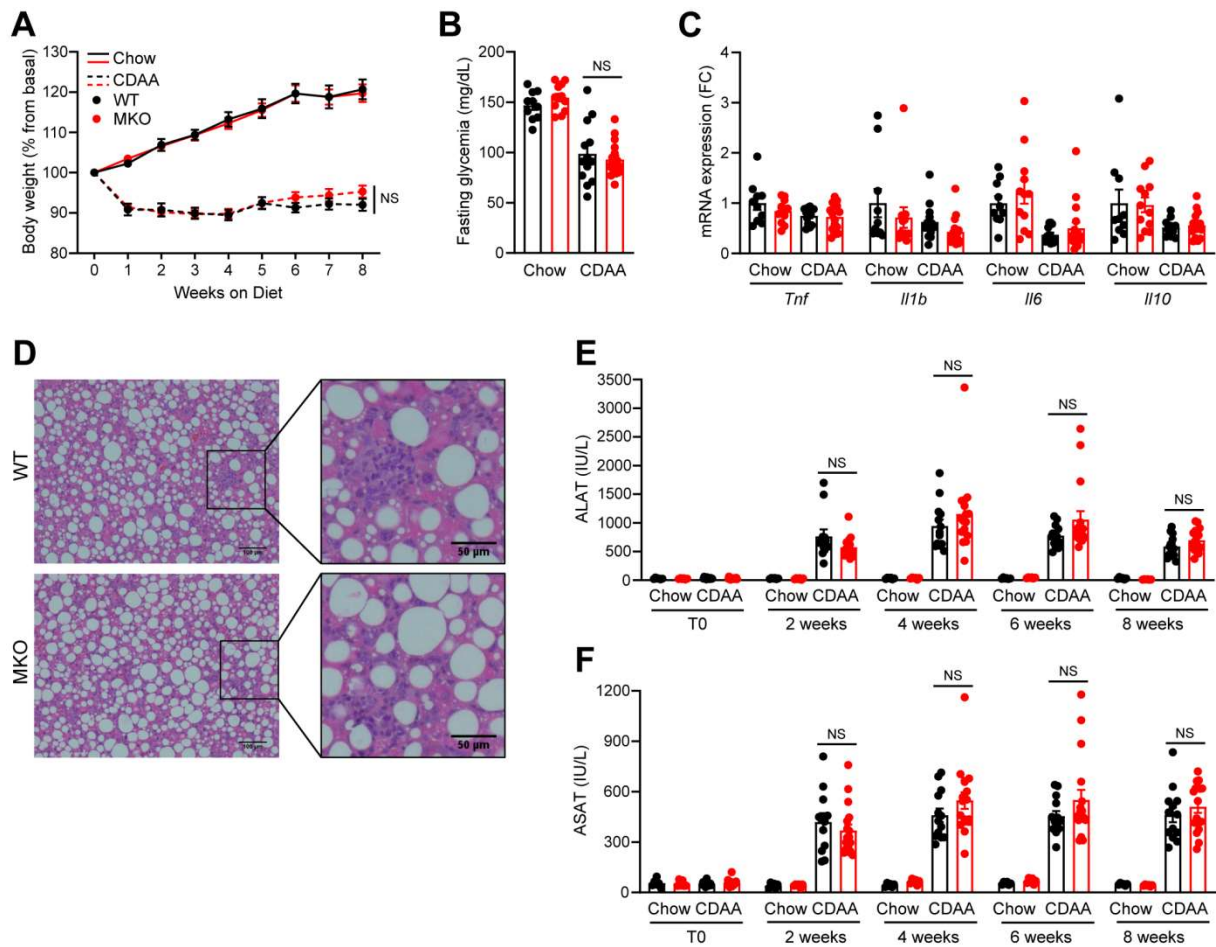 A
Body weight (% from basal)
130
120
110
100
90
80
Chow
CDAA
WT
MKO
NS
0 1 2 3 4 5 6 7 8
Weeks on Diet
B
Fasting glycemia (mg/dL)
200
150
100
50
0
NS
Chow CDAA
C
mRNA expression (FC)
4
3
2
1
0
Chow CDAA Chow CDAA Chow CDAA Chow CDAA
Tnf Il1b Il6 Il10
D
WT
100 µm
50 µm
MKO
100 µm
50 µm
E
ALAT (IU/L)
3500
3000
2500
2000
1500
1000
500
0
NS NS NS NS
Chow CDAA Chow CDAA Chow CDAA Chow CDAA Chow CDAA
T0 2 weeks 4 weeks 6 weeks 8 weeks
F
ASAT (IU/L)
1200
900
600
300
0
NS NS NS NS
Chow CDAA Chow CDAA Chow CDAA Chow CDAA Chow CDAA
T0 2 weeks 4 weeks 6 weeks 8 weeks